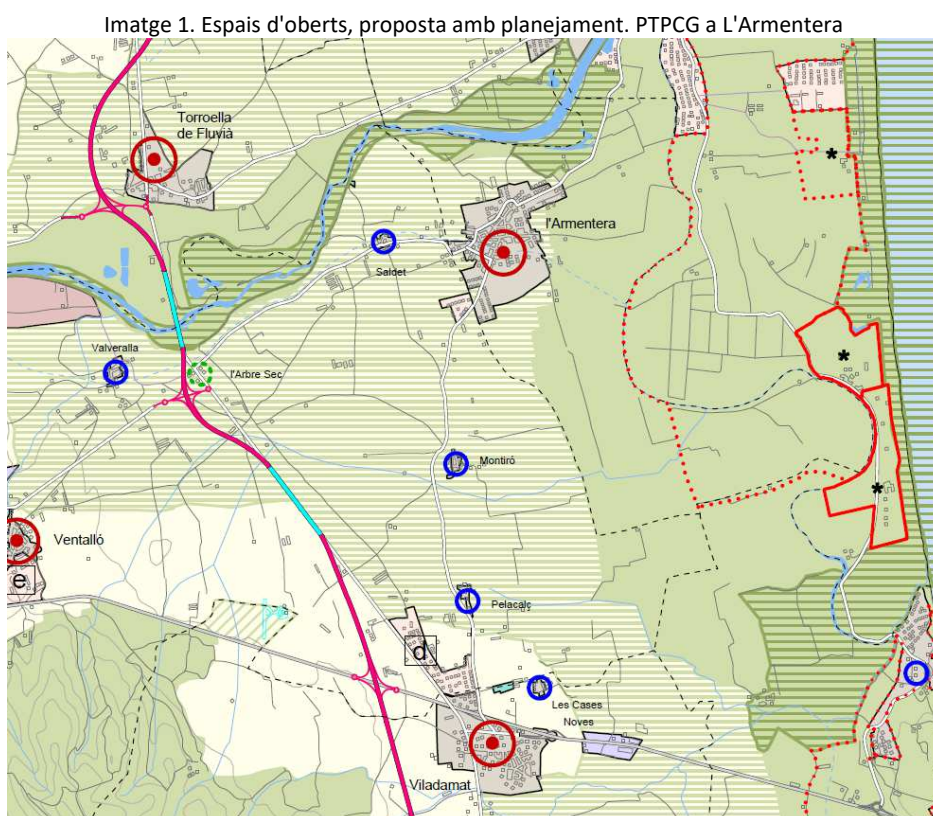 Imatge 1. Espais d'oberts, proposta amb planejament. PTPCG a L'Armentera
Torroella
de Fluvià
l'Armentera
*
Saldet
Valveralla
l'Arbre Sec
*
Montiró
*
Ventalló
e
Pelacalç
d
Les Cases
Noves
Viladamat